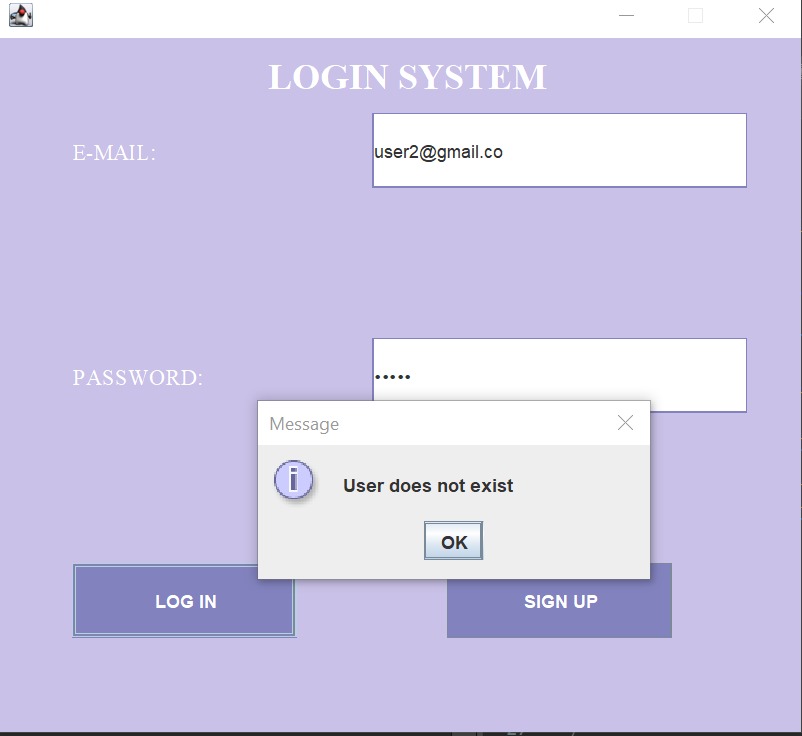 LOGIN SYSTEM
E-MAIL:
user2@gmail.co
PASSWORD:
•••••
Message
User does not exist
OK
LOG IN
SIGN UP